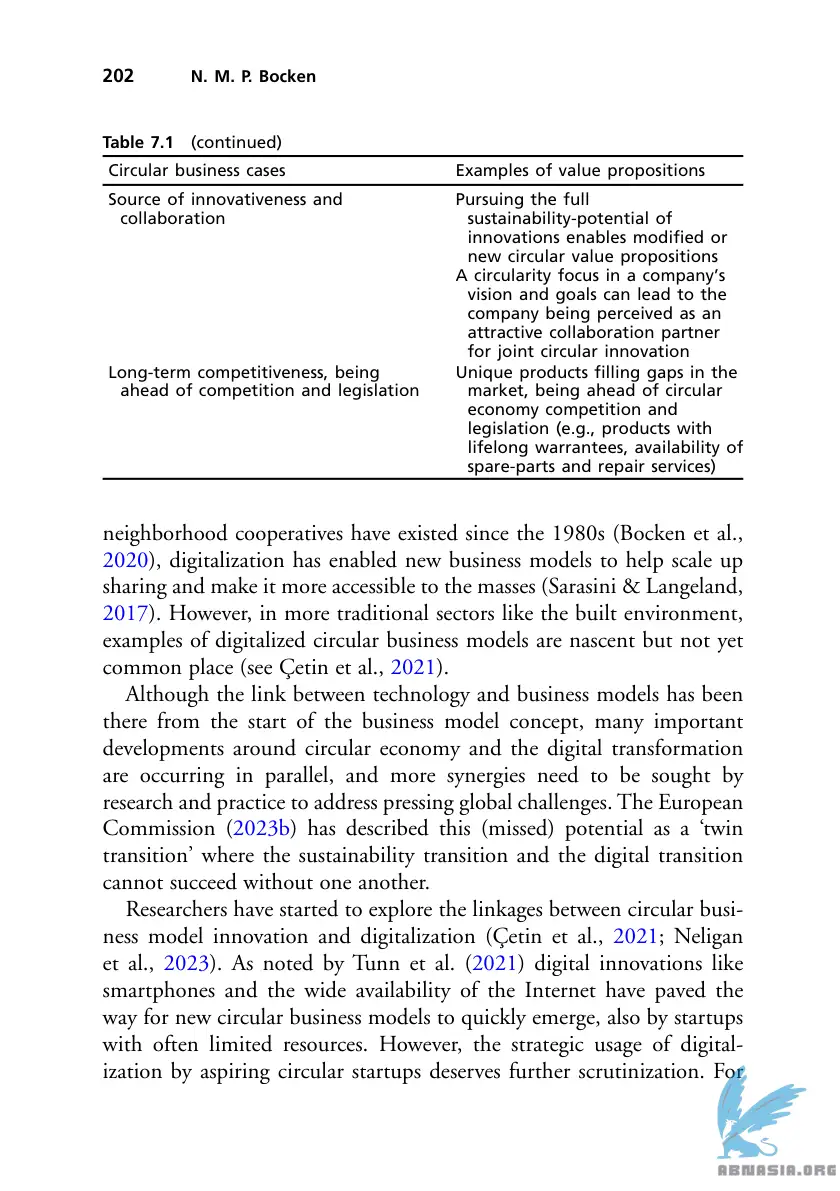 202 N. M. P. Bocken
Table 7.1 (continued)
Circular business cases Examples of value propositions
Source of innovativeness and Pursuing the full
collaboration sustainability-potential of
innovations enables modified or
new circular value propositions
A circularity focus in a company’s
vision and goals can lead to the
company being perceived as an
attractive collaboration partner
for joint circular innovation
Long-term competitiveness, being Unique products filling gaps in the
ahead of competition and legislation market, being ahead of circular
economy competition and
legislation (e.g., products with
lifelong warrantees, availability of
spare-parts and repair services)
neighborhood cooperatives have existed since the 1980s (Bocken et al.,
2020), digitalization has enabled new business models to help scale up
sharing and make it more accessible to the masses (Sarasini & Langeland,
2017). However, in more traditional sectors like the built environment,
examples of digitalized circular business models are nascent but not yet
common place (see Çetin et al., 2021).
Although the link between technology and business models has been
there from the start of the business model concept, many important
developments around circular economy and the digital transformation
are occurring in parallel, and more synergies need to be sought by
research and practice to address pressing global challenges. The European
Commission (2023b) has described this (missed) potential as a ‘twin
transition’ where the sustainability transition and the digital transition
cannot succeed without one another.
Researchers have started to explore the linkages between circular busi-
ness model innovation and digitalization (Çetin et al., 2021; Neligan
et al., 2023). As noted by Tunn et al. (2021) digital innovations like
smartphones and the wide availability of the Internet have paved the
way for new circular business models to quickly emerge, also by startups
with often limited resources. However, the strategic usage of digital-
ization by aspiring circular startups deserves further scrutinization. For
ABNASIA.ORG